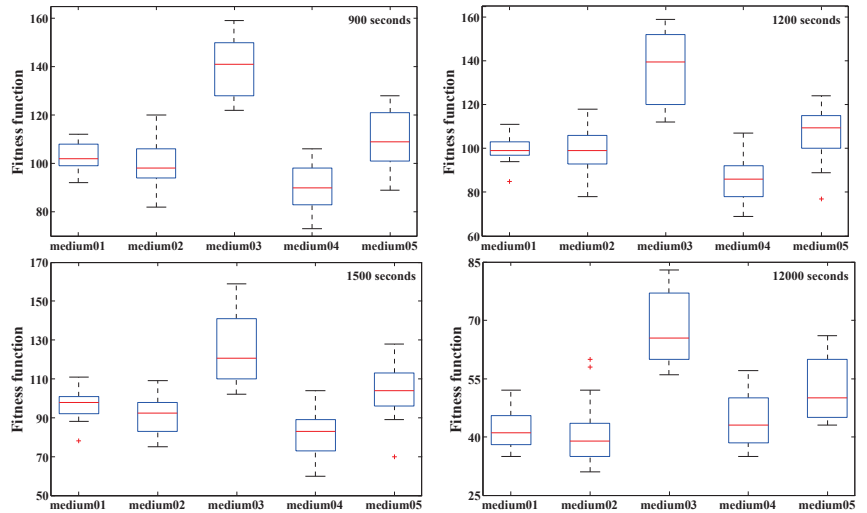 900 seconds
Fitness function
160
140
120
100
80
medium01 medium02 medium03 medium04 medium05
1200 seconds
Fitness function
160
140
120
100
80
60
medium01 medium02 medium03 medium04 medium05
1500 seconds
Fitness function
170
150
130
110
90
70
50
medium01 medium02 medium03 medium04 medium05
12000 seconds
Fitness function
85
70
55
40
25
medium01 medium02 medium03 medium04 medium05